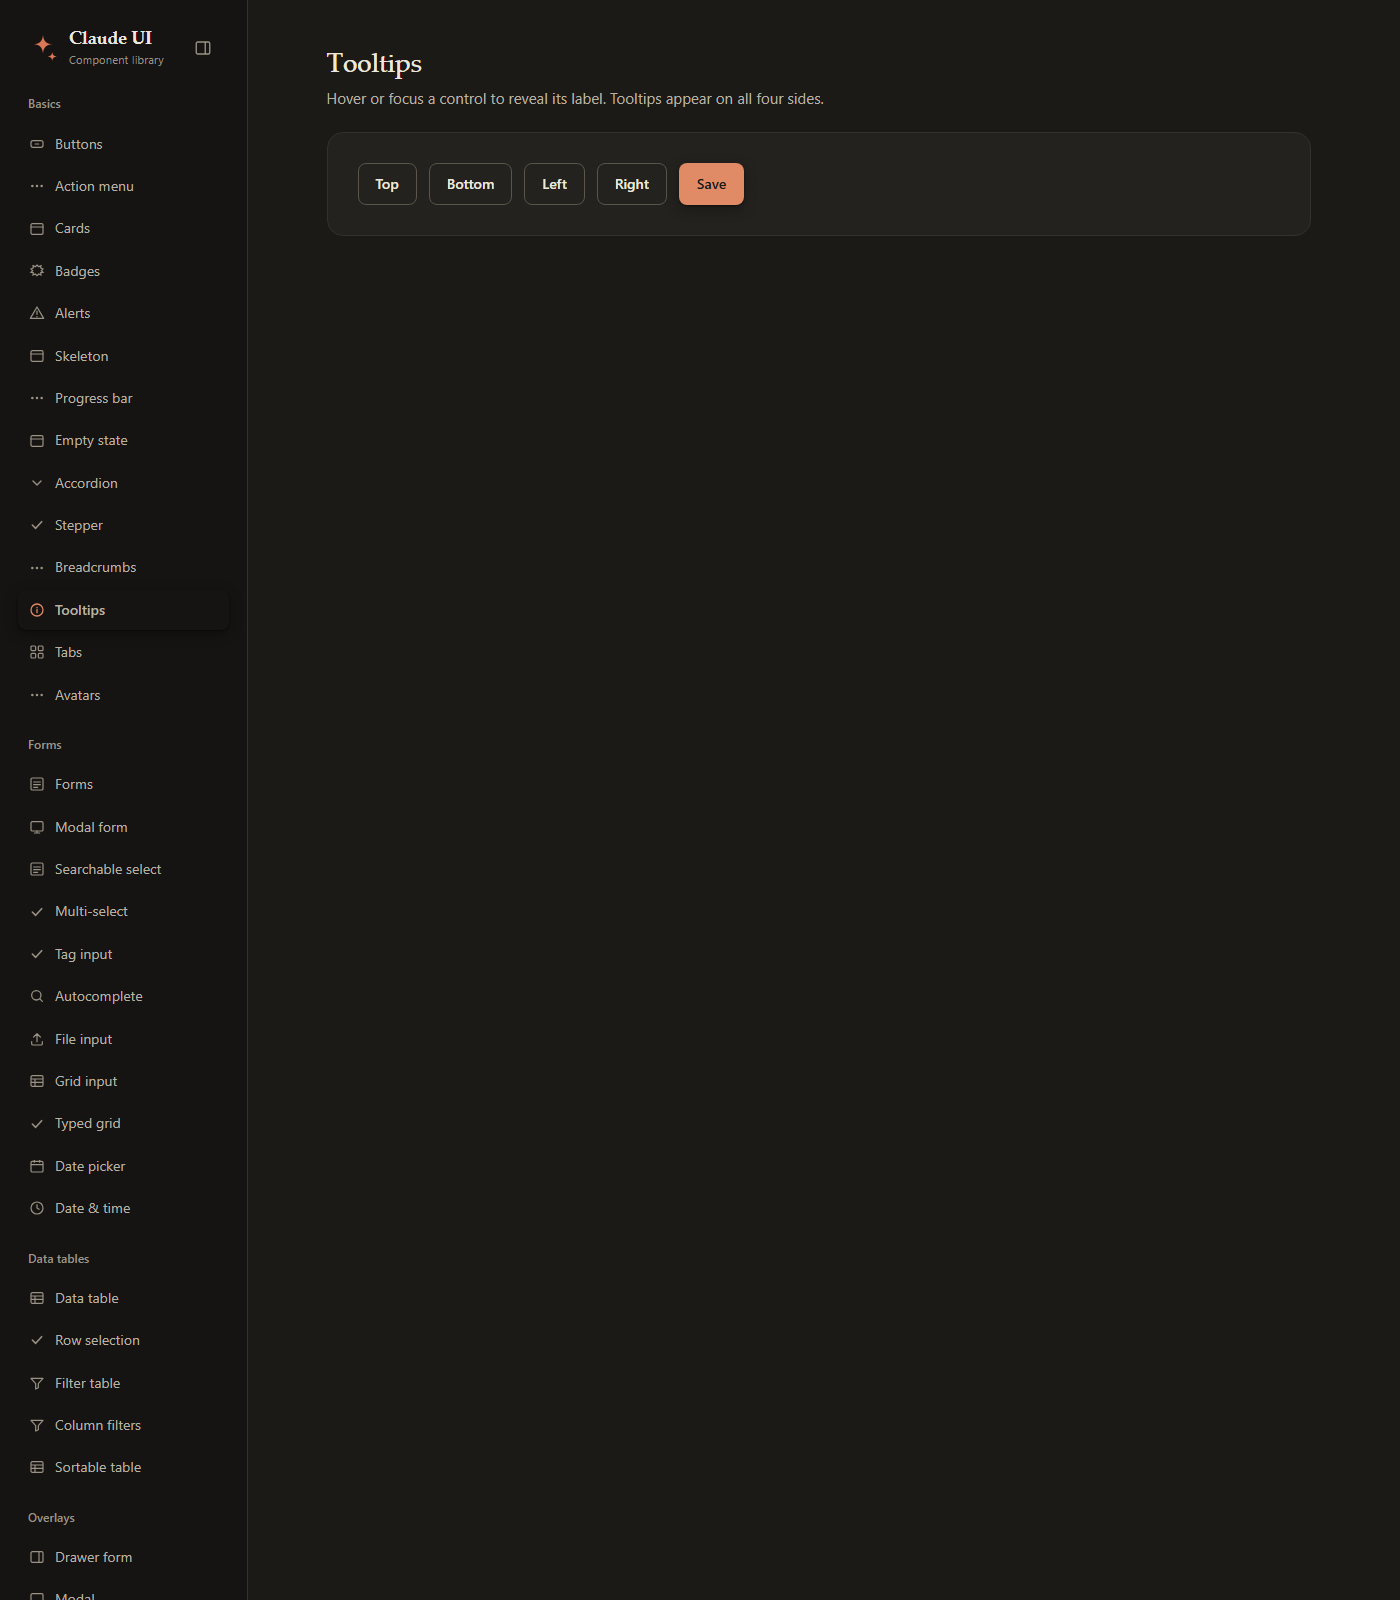 Claude UI
Component library
Basics
Buttons
Action menu
Cards
Badges
Alerts
Skeleton
Progress bar
Empty state
Accordion
Stepper
Breadcrumbs
Tooltips
Tabs
Avatars
Forms
Forms
Modal form
Searchable select
Multi-select
Tag input
Autocomplete
File input
Grid input
Typed grid
Date picker
Date & time
Data tables
Data table
Row selection
Filter table
Column filters
Sortable table
Overlays
Drawer form
Modal
Tooltips
Hover or focus a control to reveal its label. Tooltips appear on all four sides.
Top Bottom Left Right Save